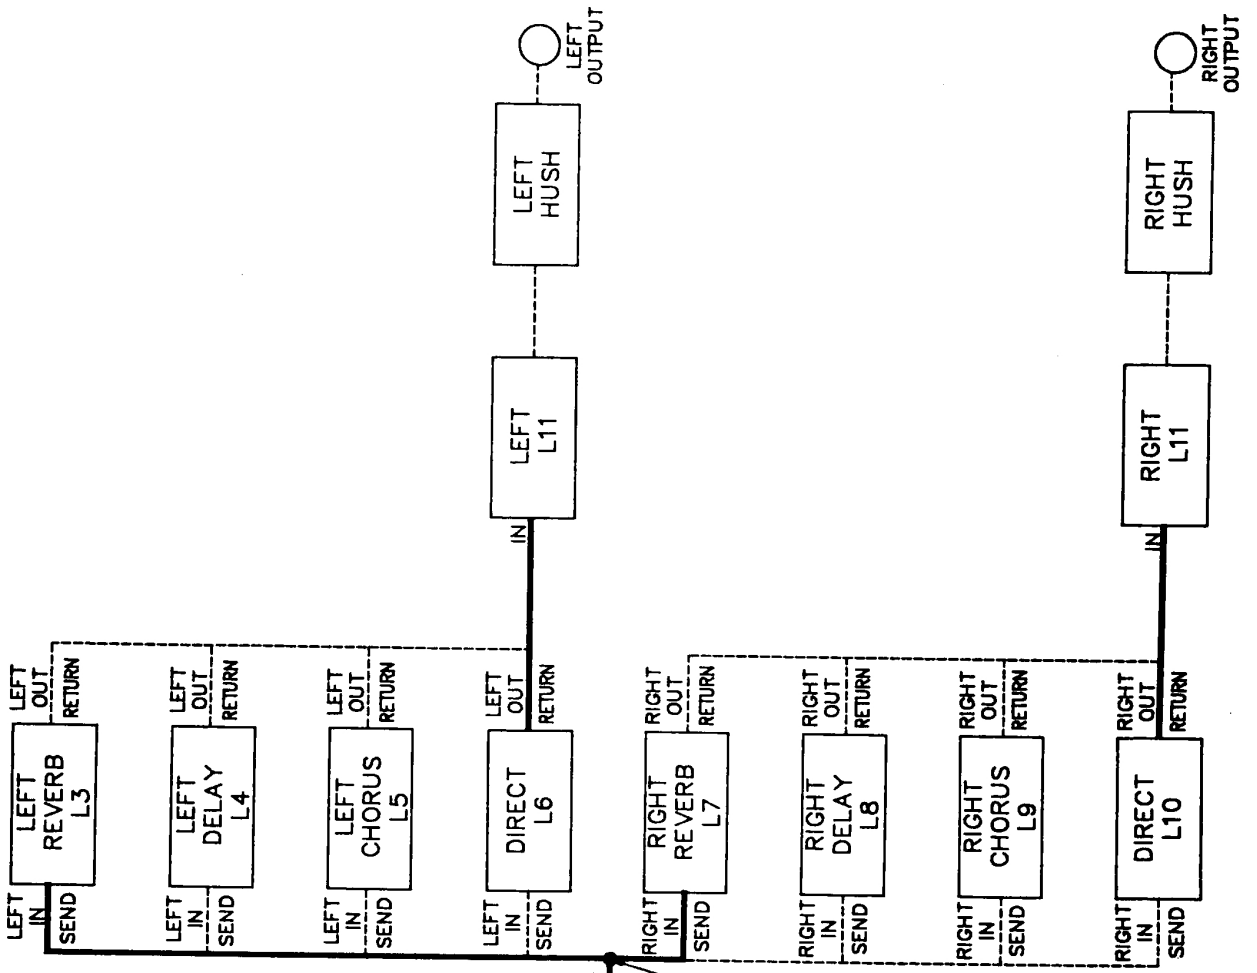 LEFT
OUTPUT
RIGHT
OUTPUT
LEFT
HUSH
RIGHT
HUSH
LEFT
L11
RIGHT
L11
IN
IN
LEFT
OUT
RETURN
LEFT
OUT
RETURN
LEFT
OUT
RETURN
LEFT
OUT
RETURN
RIGHT
OUT
RETURN
RIGHT
OUT
RETURN
RIGHT
OUT
RETURN
RIGHT
OUT
RETURN
LEFT
REVERB
L3
LEFT
DELAY
L4
LEFT
CHORUS
L5
DIRECT
L6
RIGHT
REVERB
L7
RIGHT
DELAY
L8
RIGHT
CHORUS
L9
DIRECT
L10
LEFT
IN
SEND
LEFT
IN
SEND
LEFT
IN
SEND
LEFT
IN
SEND
RIGHT
IN
SEND
RIGHT
IN
SEND
RIGHT
IN
SEND
RIGHT
IN
SEND